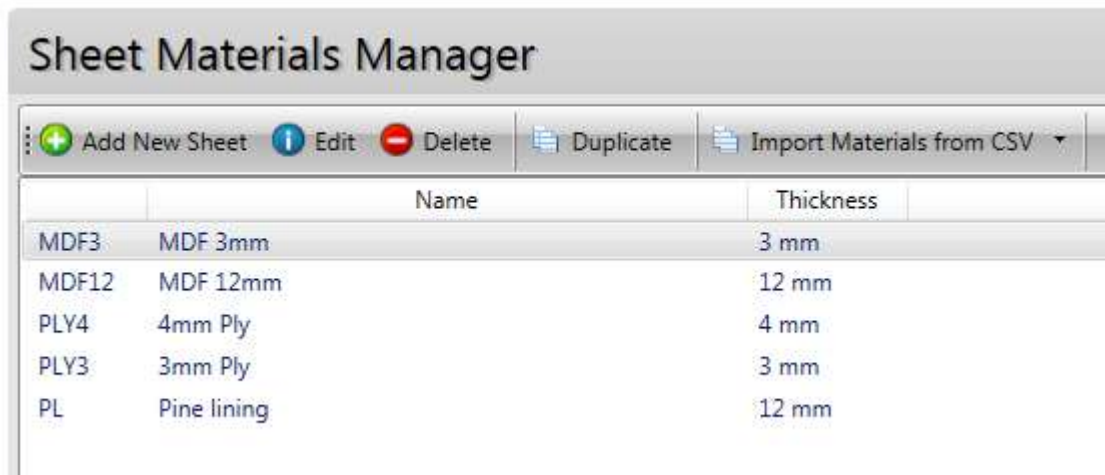 Sheet Materials Manager
Add New Sheet Edit Delete Duplicate Import Materials from CSV
Name Thickness
MDF3 MDF 3mm 3 mm
MDF12 MDF 12mm 12 mm
PLY4 4mm Ply 4 mm
PLY3 3mm Ply 3 mm
PL Pine lining 12 mm